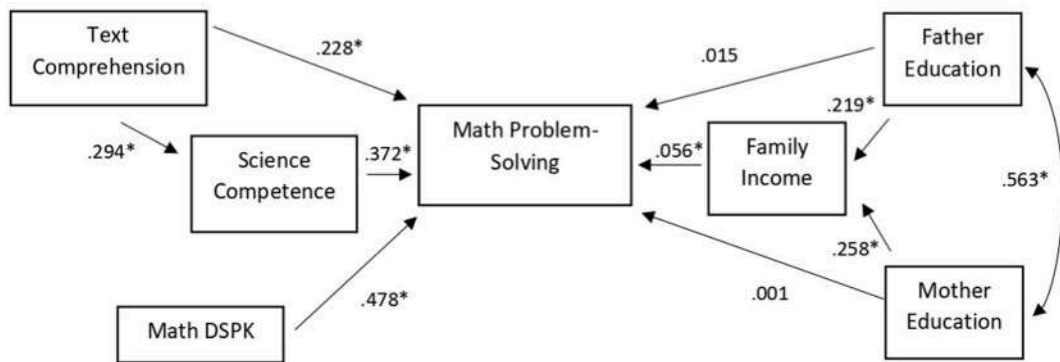 Text
Comprehension
.228*
.294*
Science
Competence
.372*
Math DSPK
.478*
Math Problem-
Solving
Father
Education
.015
.219*
Family
Income
.056*
.563*
.258*
.001
Mother
Education